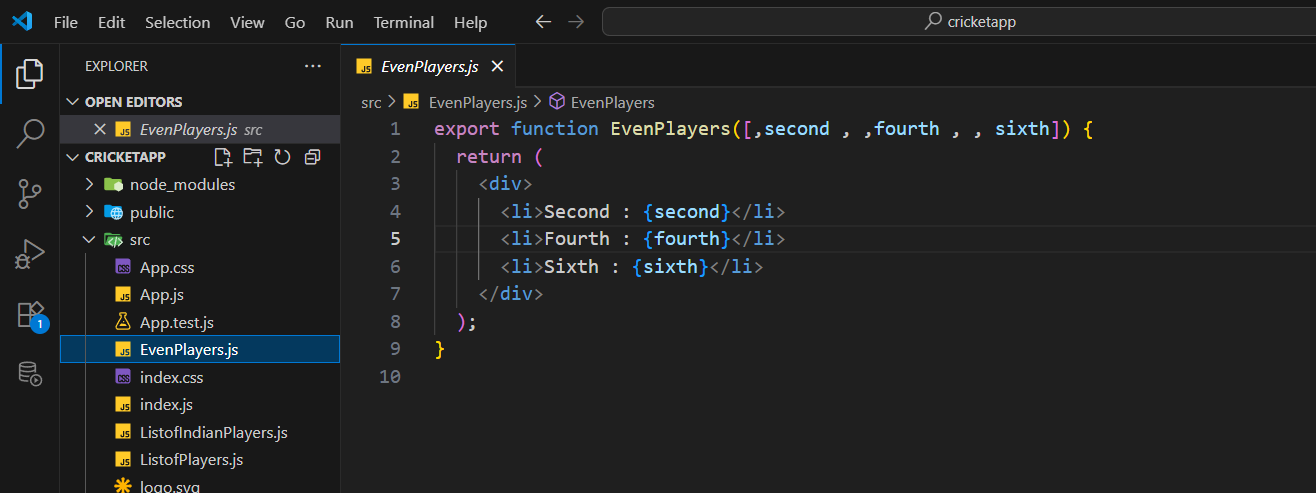 File Edit Selection View Go Run Terminal Help cricketapp
EXPLORER ...
EvenPlayers.js
OPEN EDITORS
EvenPlayers.js src
CRICKETAPP
node_modules
public
src
App.css
App.js
App.test.js
EvenPlayers.js
index.css
index.js
ListofIndianPlayers.js
ListofPlayers.js
logo.svg
1
JS
src > JS EvenPlayers.js > EvenPlayers
1 export function EvenPlayers([,second , ,fourth , , sixth]) {
2 return (
3 <div>
4 <li>Second : {second}</li>
5 <li>Fourth : {fourth}</li>
6 <li>Sixth : {sixth}</li>
7 </div>
8 );
9 }
10